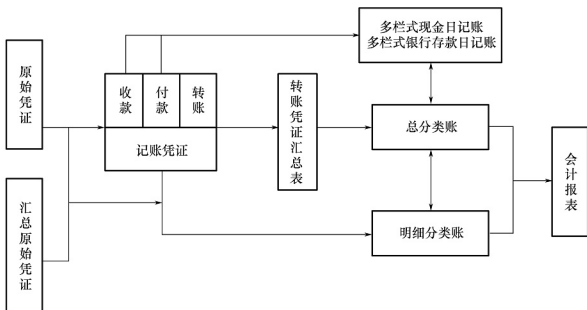 多栏式现金日记账
多栏式银行存款日记账
原始凭证
收款
付款
转账
记账凭证
转账凭证汇总表
总分类账
会计报表
汇总原始凭证
明细分类账